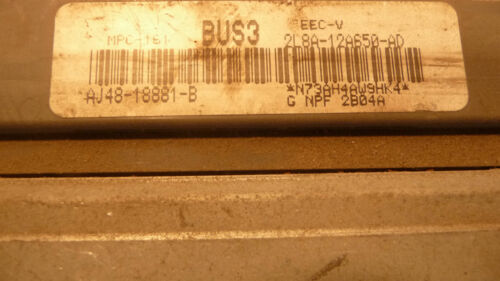 MPC-161 BUS3 EEC-V
2L8A-12A650-AD
AJ48-18881-B *N73AH4AW9HK4*
G NPF 2B04A